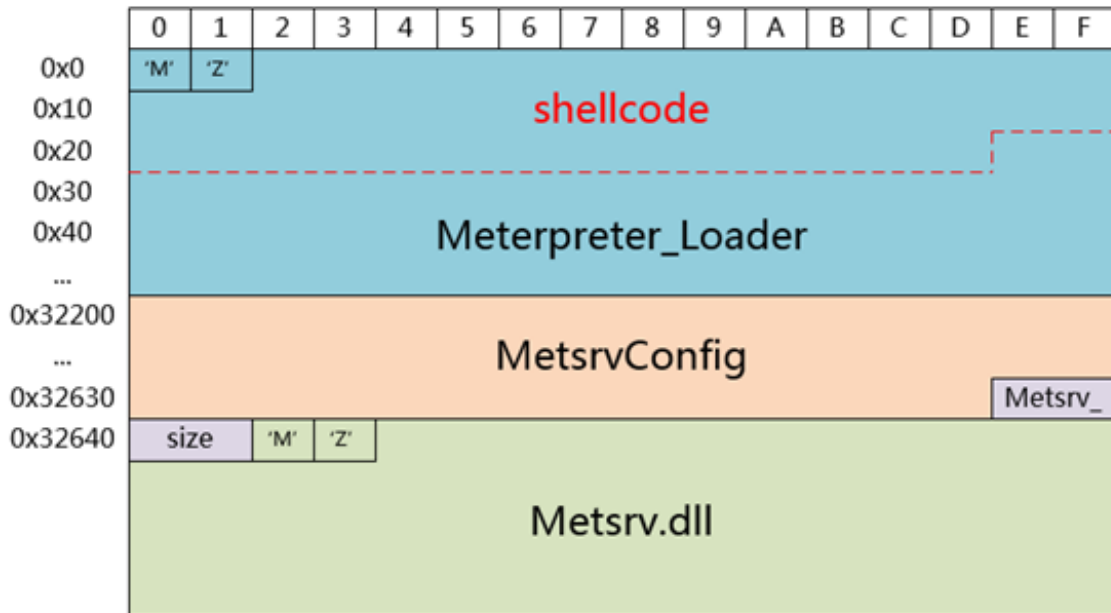 0 1 2 3 4 5 6 7 8 9 A B C D E F
0x0 'M' 'Z'
0x10 shellcode
0x20
0x30
0x40 Meterpreter_Loader
...
0x32200
... MetsrvConfig
0x32630 Metsrv_
0x32640 size 'M' 'Z'
Metsrv.dll